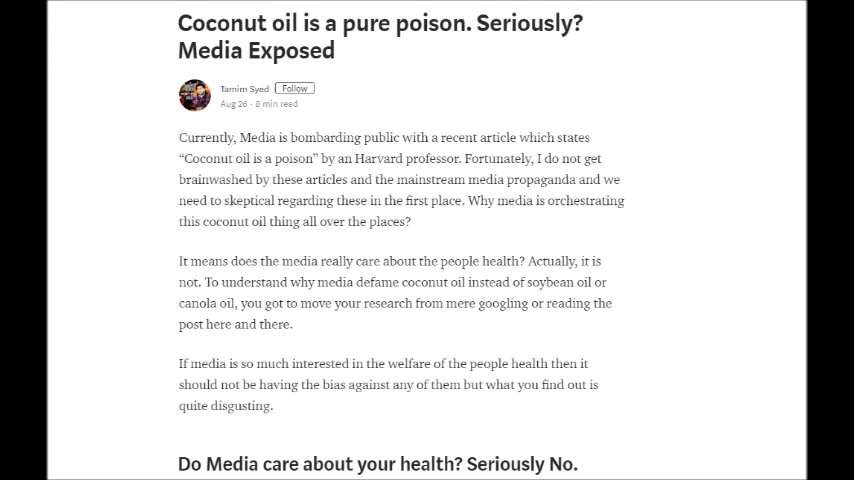 Coconut oil is a pure poison. Seriously?
Media Exposed
Tamim Syed Follow
Aug 26 · 8 min read
Currently, Media is bombarding public with a recent article which states
“Coconut oil is a poison” by an Harvard professor. Fortunately, I do not get
brainwashed by these articles and the mainstream media propaganda and we
need to skeptical regarding these in the first place. Why media is orchestrating
this coconut oil thing all over the places?
It means does the media really care about the people health? Actually, it is
not. To understand why media defame coconut oil instead of soybean oil or
canola oil, you got to move your research from mere googling or reading the
post here and there.
If media is so much interested in the welfare of the people health then it
should not be having the bias against any of them but what you find out is
quite disgusting.
Do Media care about your health? Seriously No.